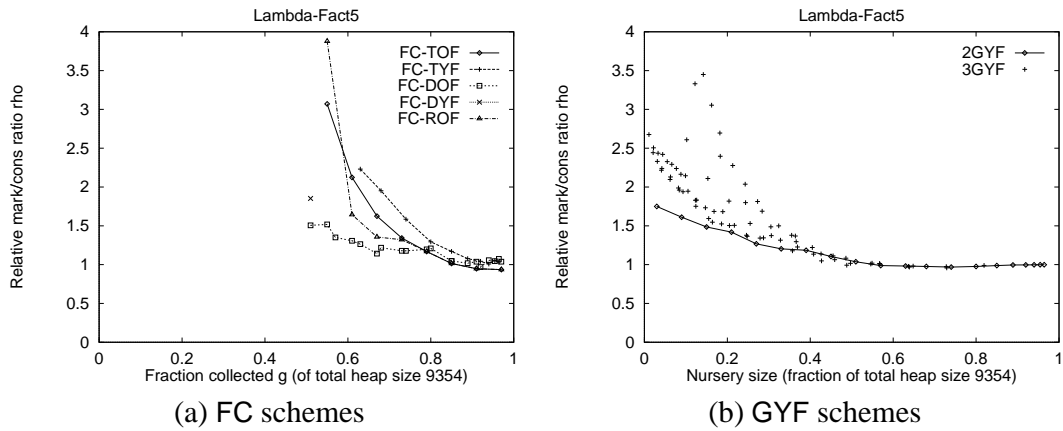 Lambda-Fact5
4
3.5
3
2.5
2
1.5
1
0.5
0
Relative mark/cons ratio rho
FC-TOF
FC-TYF
FC-DOF
FC-DYF
FC-ROF
0 0.2 0.4 0.6 0.8 1
Fraction collected g (of total heap size 9354)
(a) FC schemes
Lambda-Fact5
4
3.5
3
2.5
2
1.5
1
0.5
0
Relative mark/cons ratio rho
2GYF
3GYF
0 0.2 0.4 0.6 0.8 1
Nursery size (fraction of total heap size 9354)
(b) GYF schemes